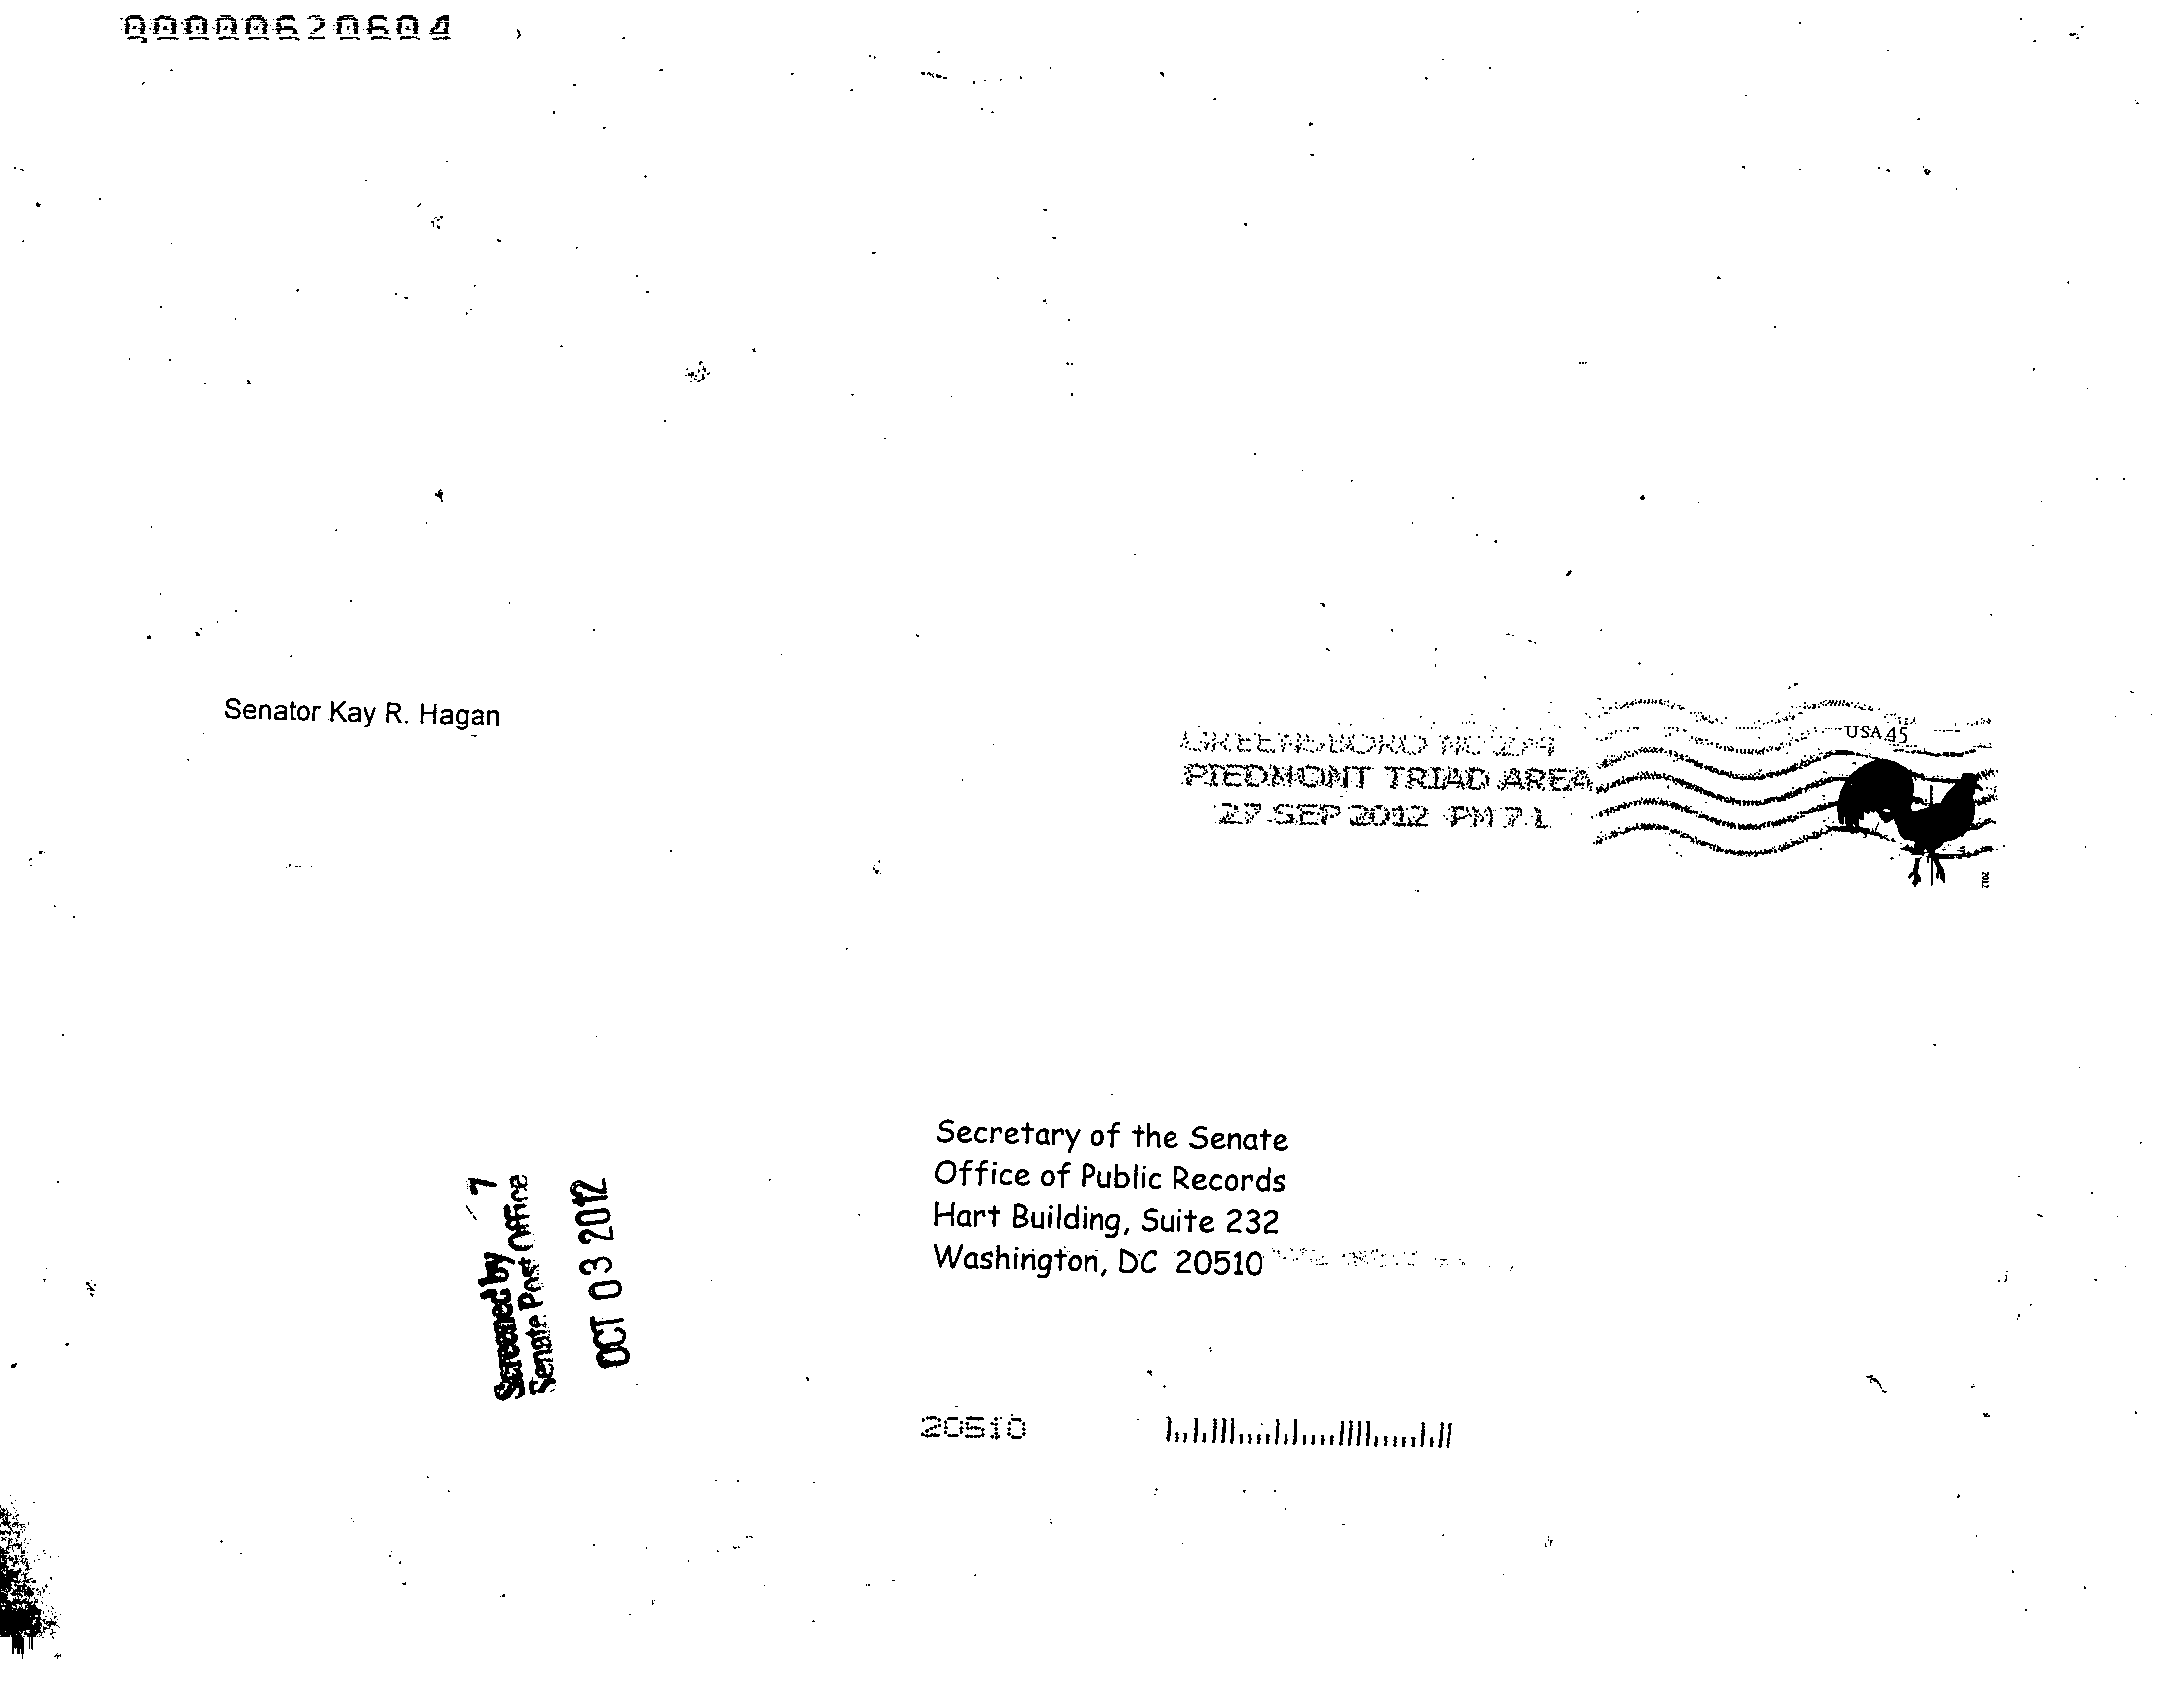 00000620604
Senator Kay R. Hagan
GREENSBORO NC 274
PIEDMONT TRIAD AREA
27 SEP 2012 PM 7 L
USA 45
2012
Secretary of the Senate
Office of Public Records
Hart Building, Suite 232
Washington, DC 20510
Screened by 7
Senate Post Office
OCT 03 2012
20510